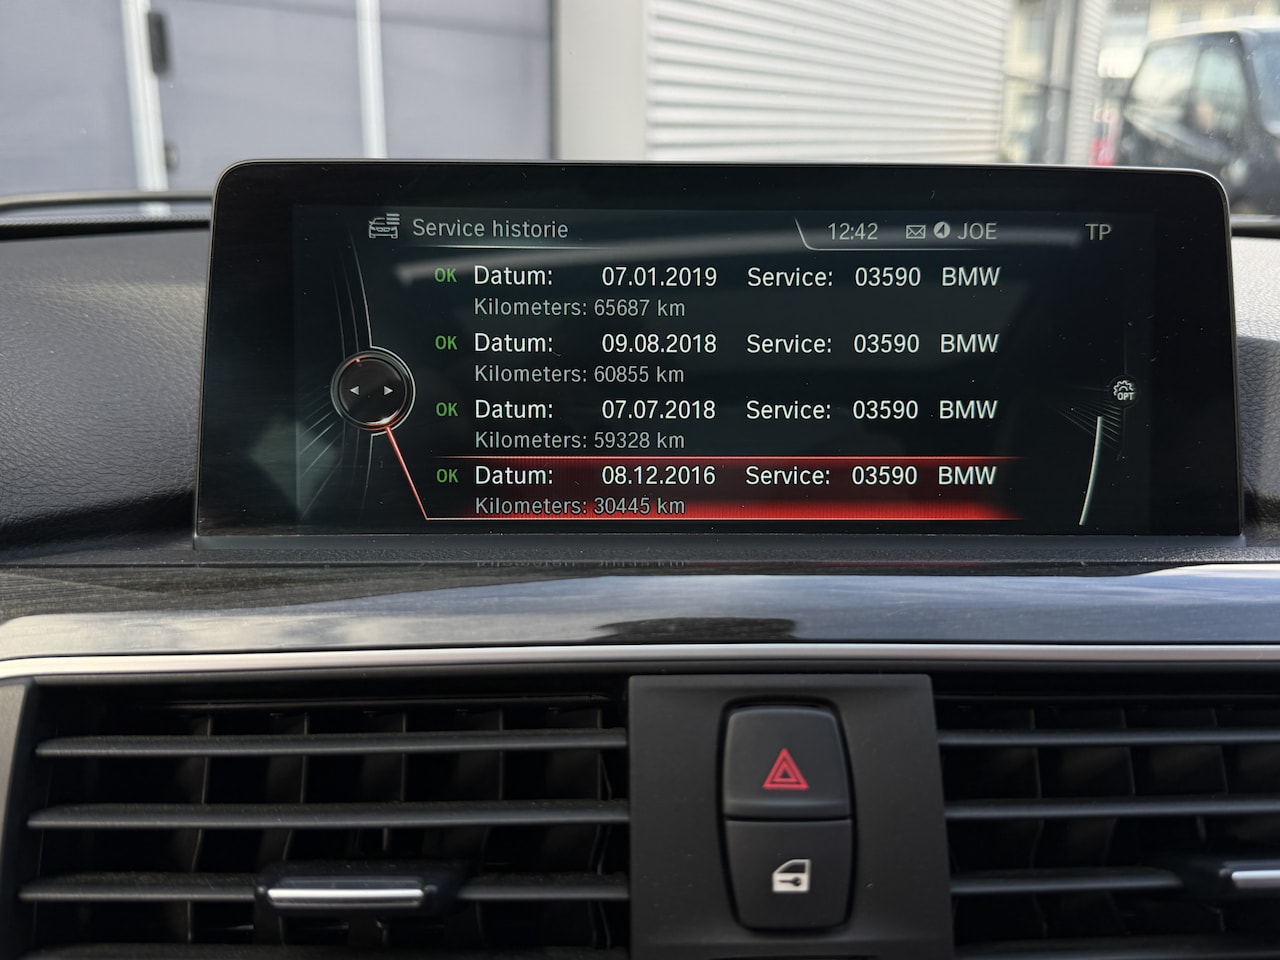 Service historie
12:42 JOE TP
OK Datum: 07.01.2019 Service: 03590 BMW
Kilometers: 65687 km
OK Datum: 09.08.2018 Service: 03590 BMW
Kilometers: 60855 km
OK Datum: 07.07.2018 Service: 03590 BMW
Kilometers: 59328 km
OK Datum: 08.12.2016 Service: 03590 BMW
Kilometers: 30445 km
OPT